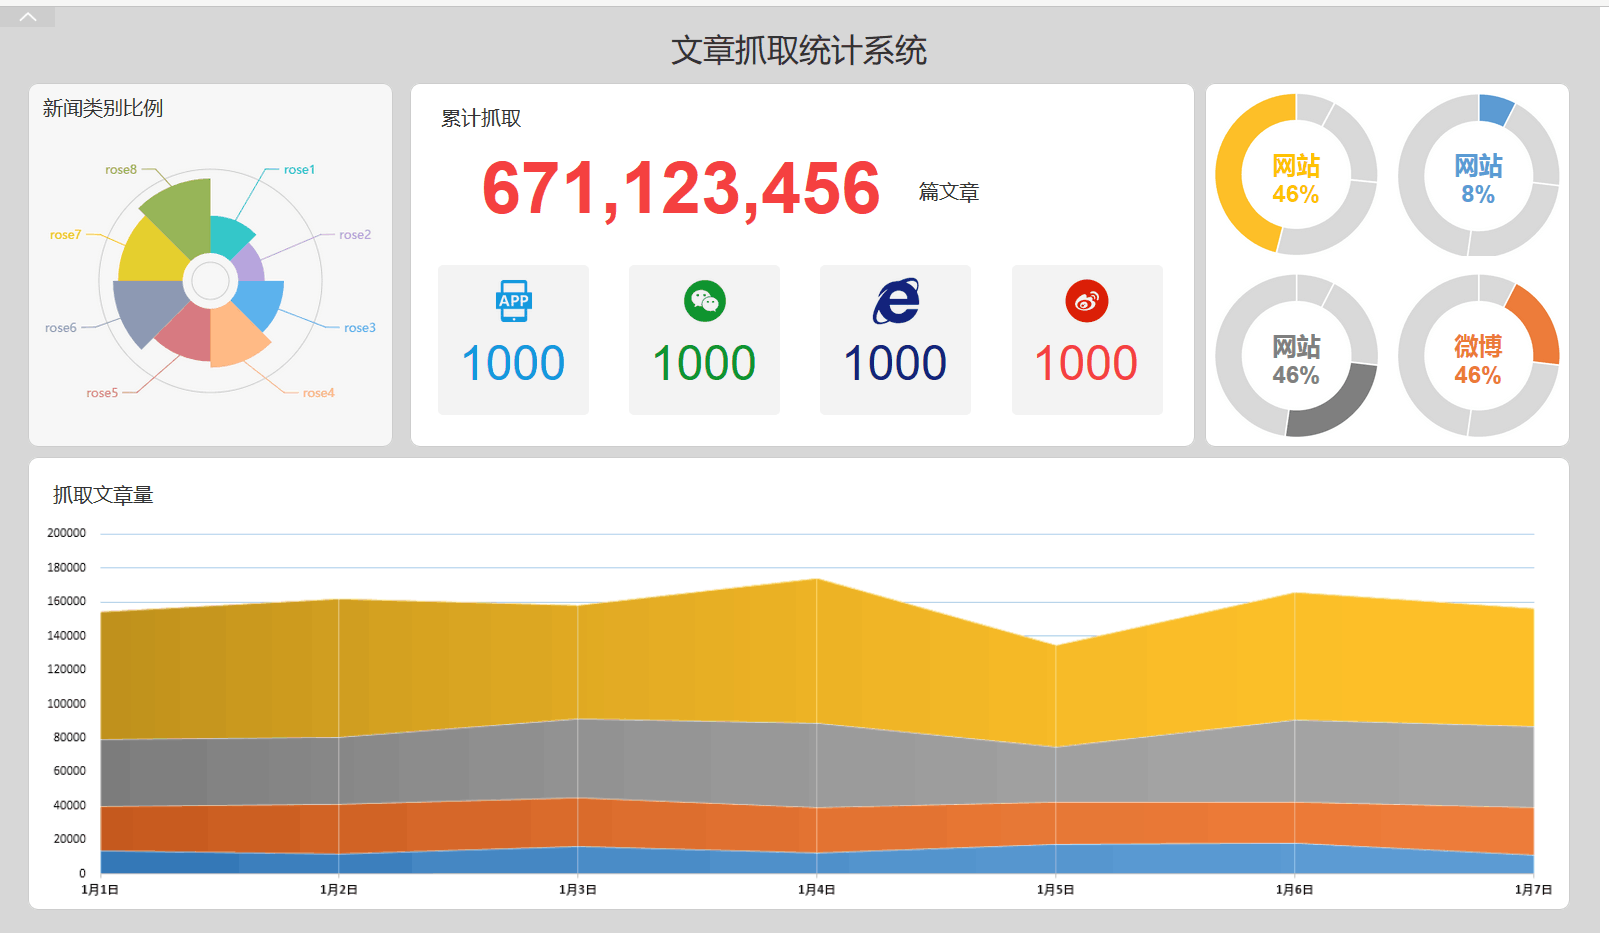 文章抓取统计系统
新闻类别比例
rose8
rose1
rose7
rose2
rose6
rose3
rose5
rose4
累计抓取
671,123,456 篇文章
APP
1000
1000
1000
1000
网站
46%
网站
8%
网站
46%
微博
46%
抓取文章量
200000
180000
160000
140000
120000
100000
80000
60000
40000
20000
0
1月1日 1月2日 1月3日 1月4日 1月5日 1月6日 1月7日